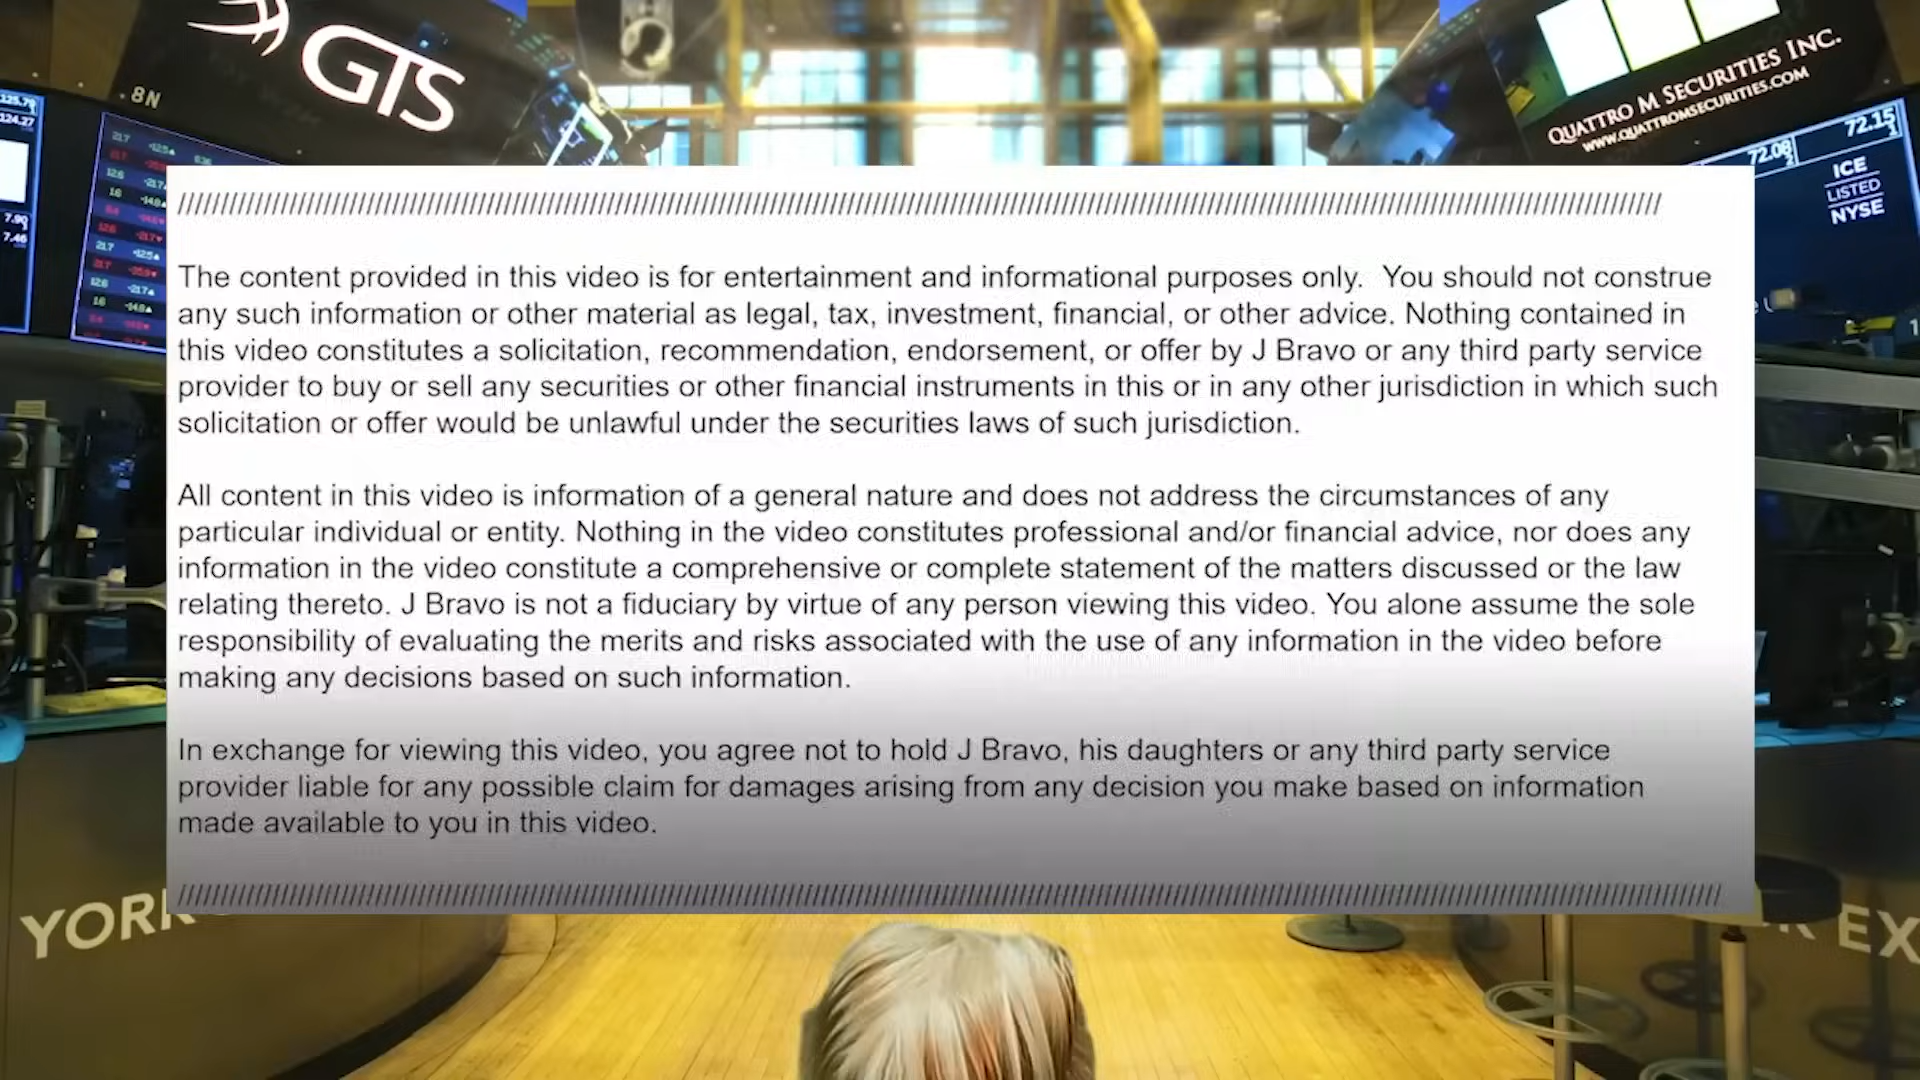 GTS
8N
125.79
124.27
7.90
7.46
QUATTRO M SECURITIES INC.
WWW.QUATTROMSECURITIES.COM
72.15
72.08
ICE
LISTED
NYSE
////////////////////////////////////////////////////////////////////////////////////////////////////////////////////////////////////////////////////////////////
The content provided in this video is for entertainment and informational purposes only.  You should not construe
any such information or other material as legal, tax, investment, financial, or other advice. Nothing contained in
this video constitutes a solicitation, recommendation, endorsement, or offer by J Bravo or any third party service
provider to buy or sell any securities or other financial instruments in this or in any other jurisdiction in which such
solicitation or offer would be unlawful under the securities laws of such jurisdiction.
All content in this video is information of a general nature and does not address the circumstances of any
particular individual or entity. Nothing in the video constitutes professional and/or financial advice, nor does any
information in the video constitute a comprehensive or complete statement of the matters discussed or the law
relating thereto. J Bravo is not a fiduciary by virtue of any person viewing this video. You alone assume the sole
responsibility of evaluating the merits and risks associated with the use of any information in the video before
making any decisions based on such information.
In exchange for viewing this video, you agree not to hold J Bravo, his daughters or any third party service
provider liable for any possible claim for damages arising from any decision you make based on information
made available to you in this video.
////////////////////////////////////////////////////////////////////////////////////////////////////////////////////////////////////////////////////////////////
YORK
EX